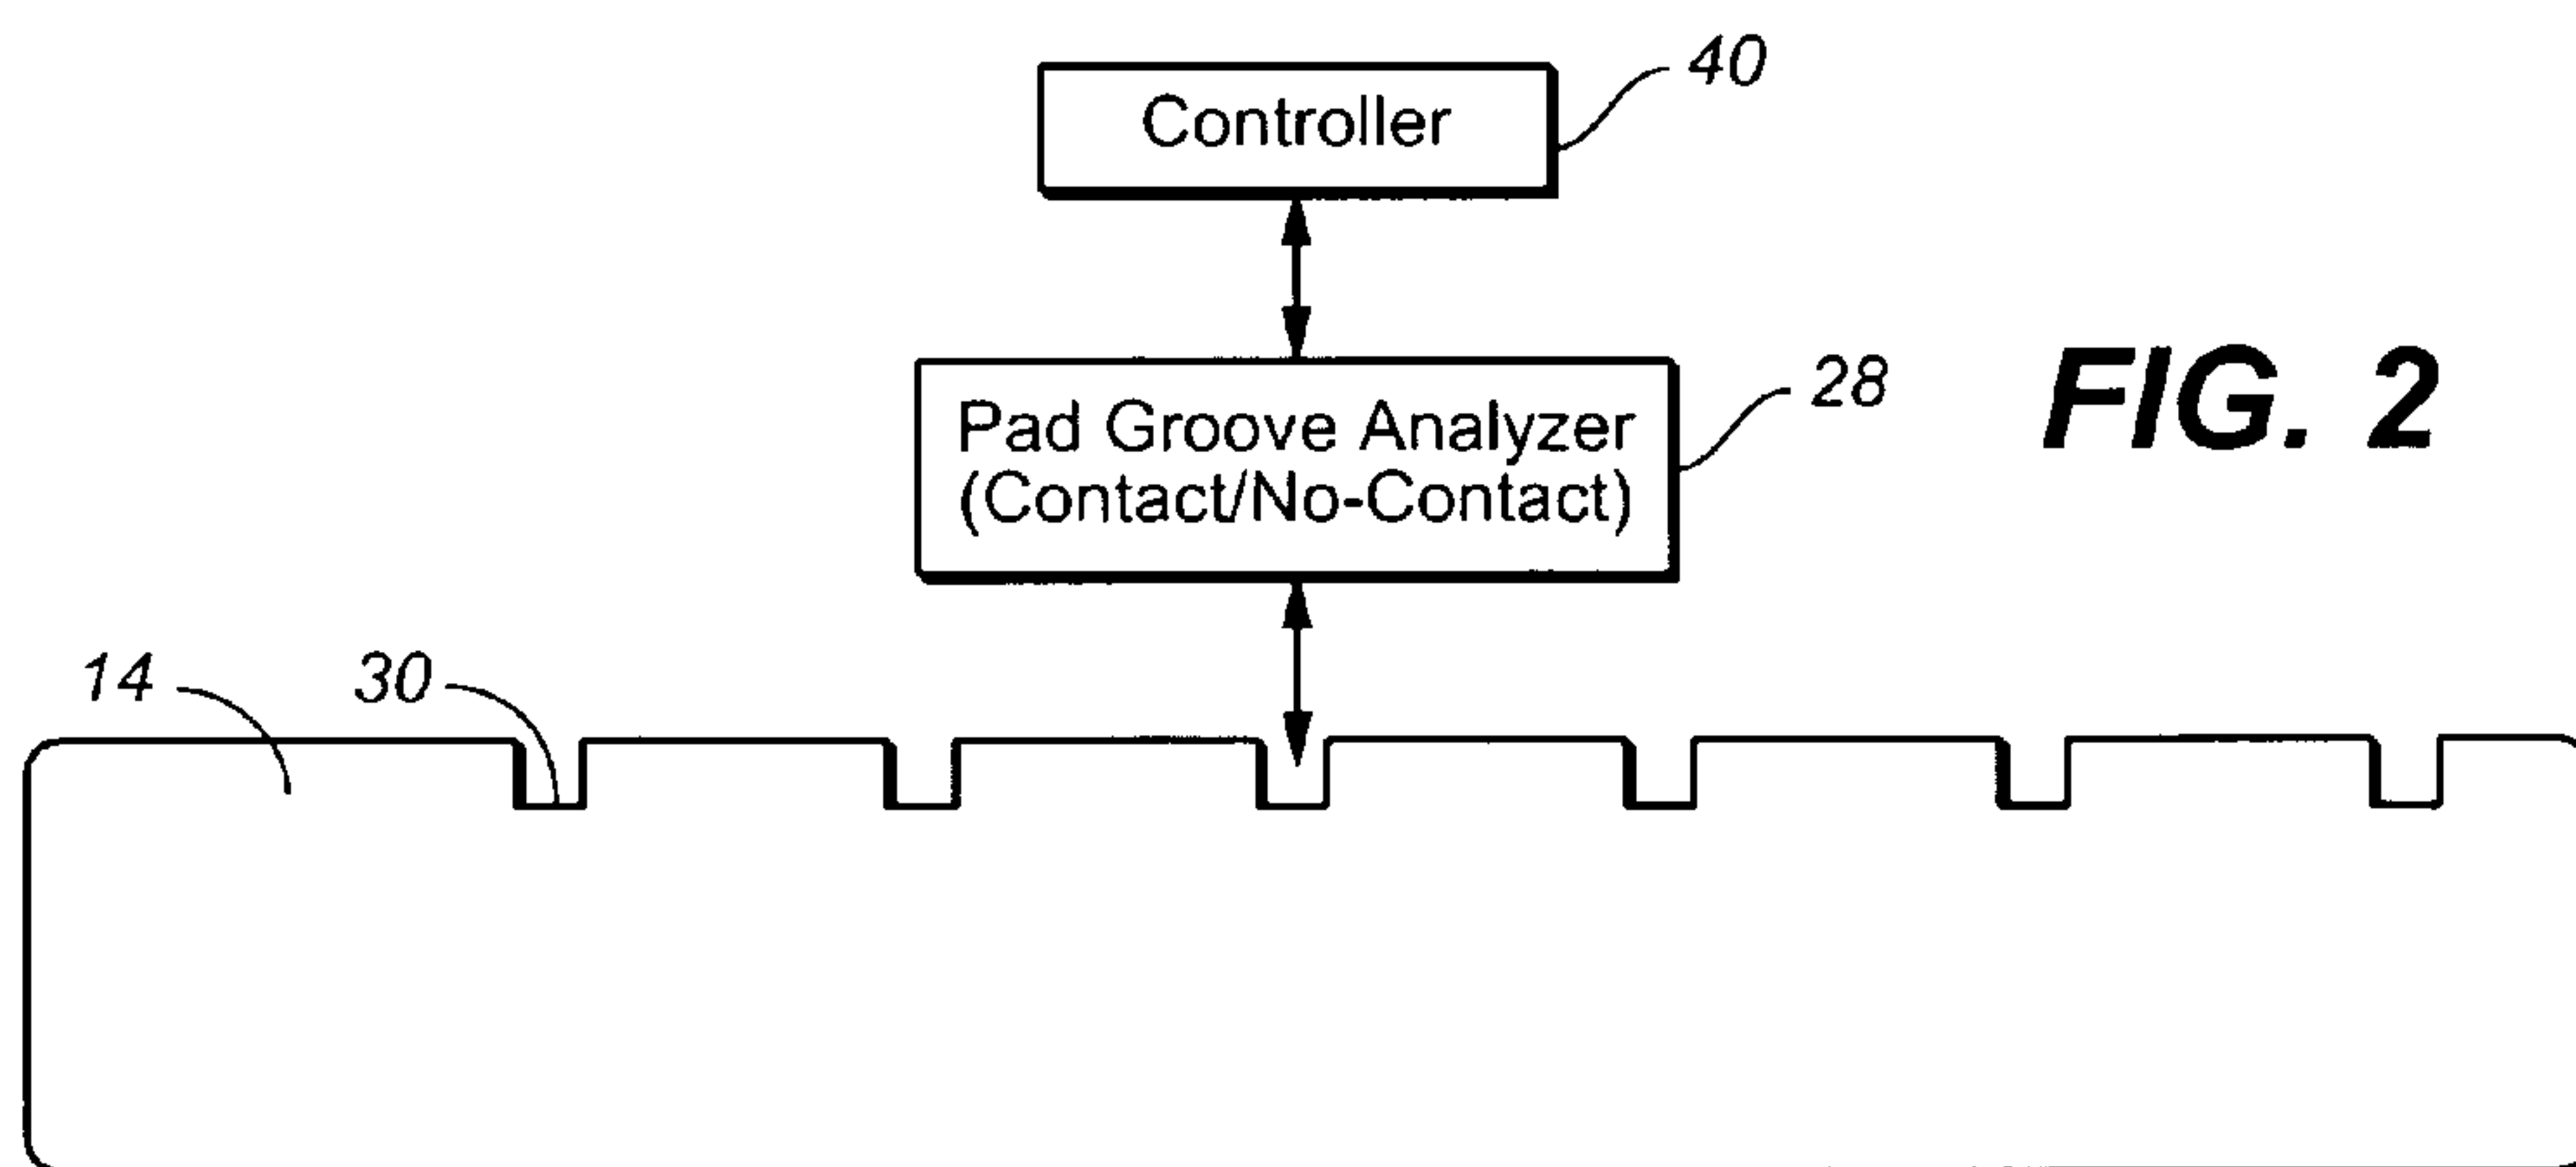 40
Controller
28
Pad Groove Analyzer
(Contact/No-Contact)
FIG. 2
14
30